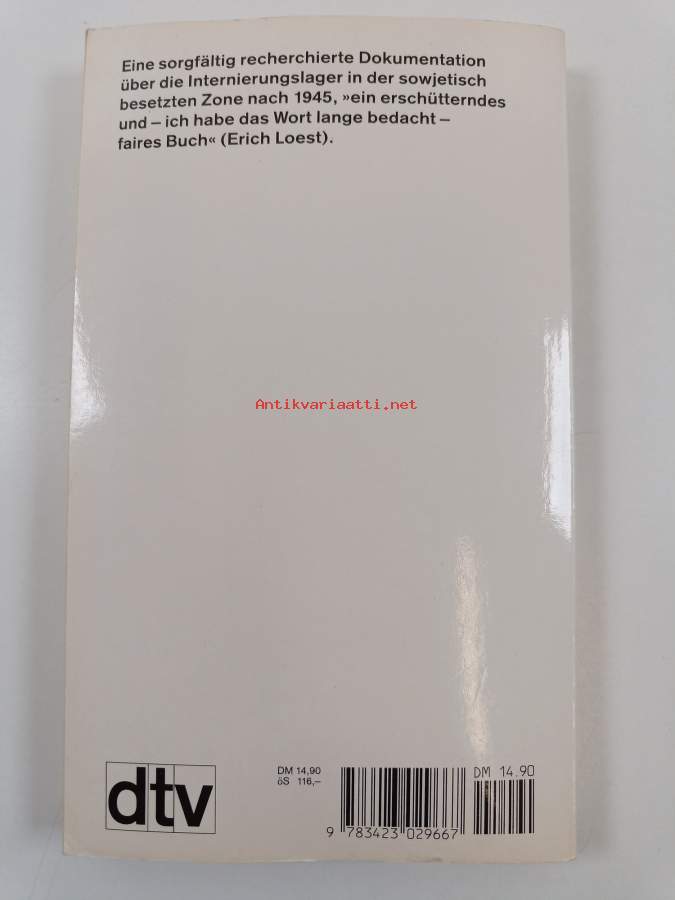 Eine sorgfältig recherchierte Dokumentation
über die Internierungslager in der sowjetisch
besetzten Zone nach 1945, »ein erschütterndes
und – ich habe das Wort lange bedacht –
faires Buch« (Erich Loest).
Antikvariaatti.net
dtv
DM 14,90
öS 116,–
DM 14.90
9 783423 029667